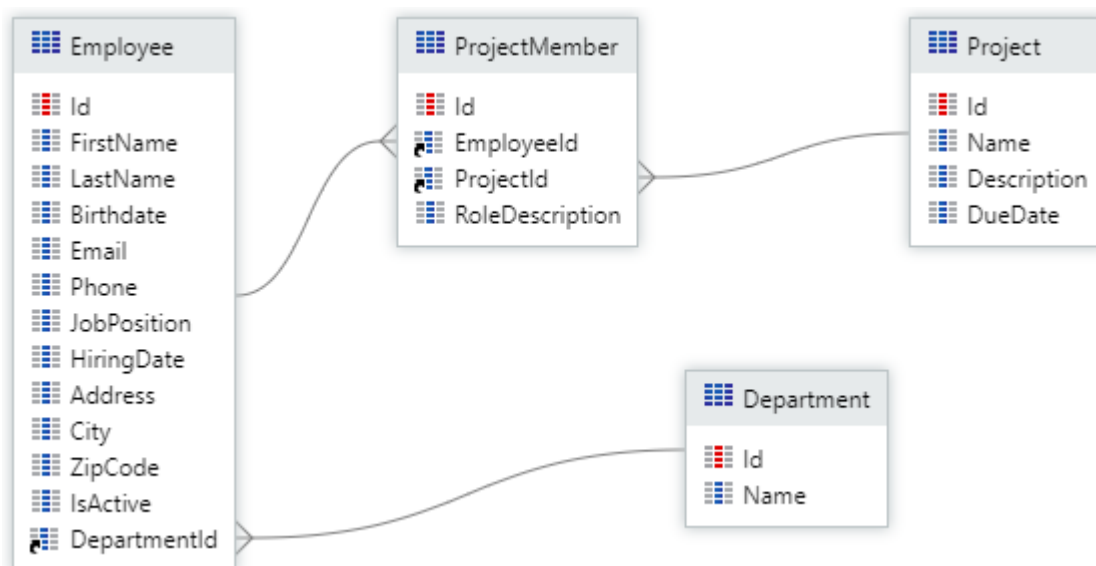 Employee
Id
FirstName
LastName
Birthdate
Email
Phone
JobPosition
HiringDate
Address
City
ZipCode
IsActive
DepartmentId
ProjectMember
Id
EmployeeId
ProjectId
RoleDescription
Project
Id
Name
Description
DueDate
Department
Id
Name